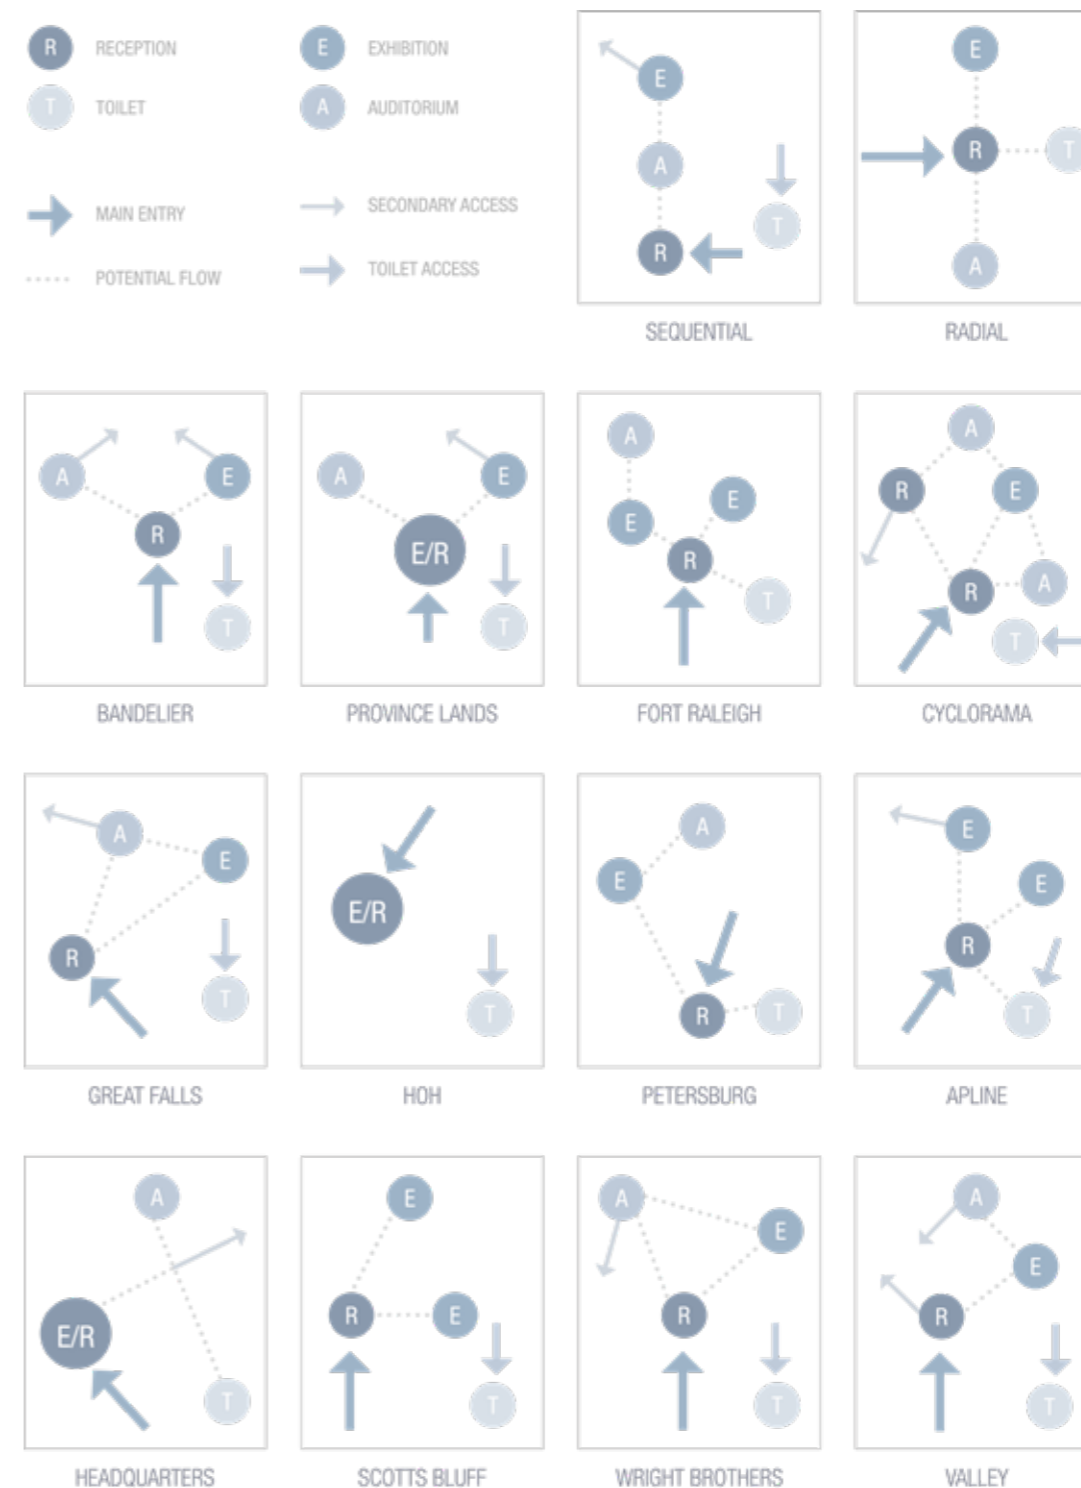 R RECEPTION E EXHIBITION
T TOILET A AUDITORIUM
MAIN ENTRY SECONDARY ACCESS
POTENTIAL FLOW TOILET ACCESS
E
A
T
R
SEQUENTIAL
E
R T
A
RADIAL
A E
R
T
BANDELIER
A E
E/R
T
PROVINCE LANDS
A
E
E
R
T
FORT RALEIGH
A
R E
R A
T
CYCLORAMA
A
E
R
T
GREAT FALLS
E/R
T
HOH
A
E
R T
PETERSBURG
E
E
R
T
APLINE
A
E/R
T
HEADQUARTERS
E
R E
T
SCOTTS BLUFF
A
E
R
T
WRIGHT BROTHERS
A
E
R
T
VALLEY